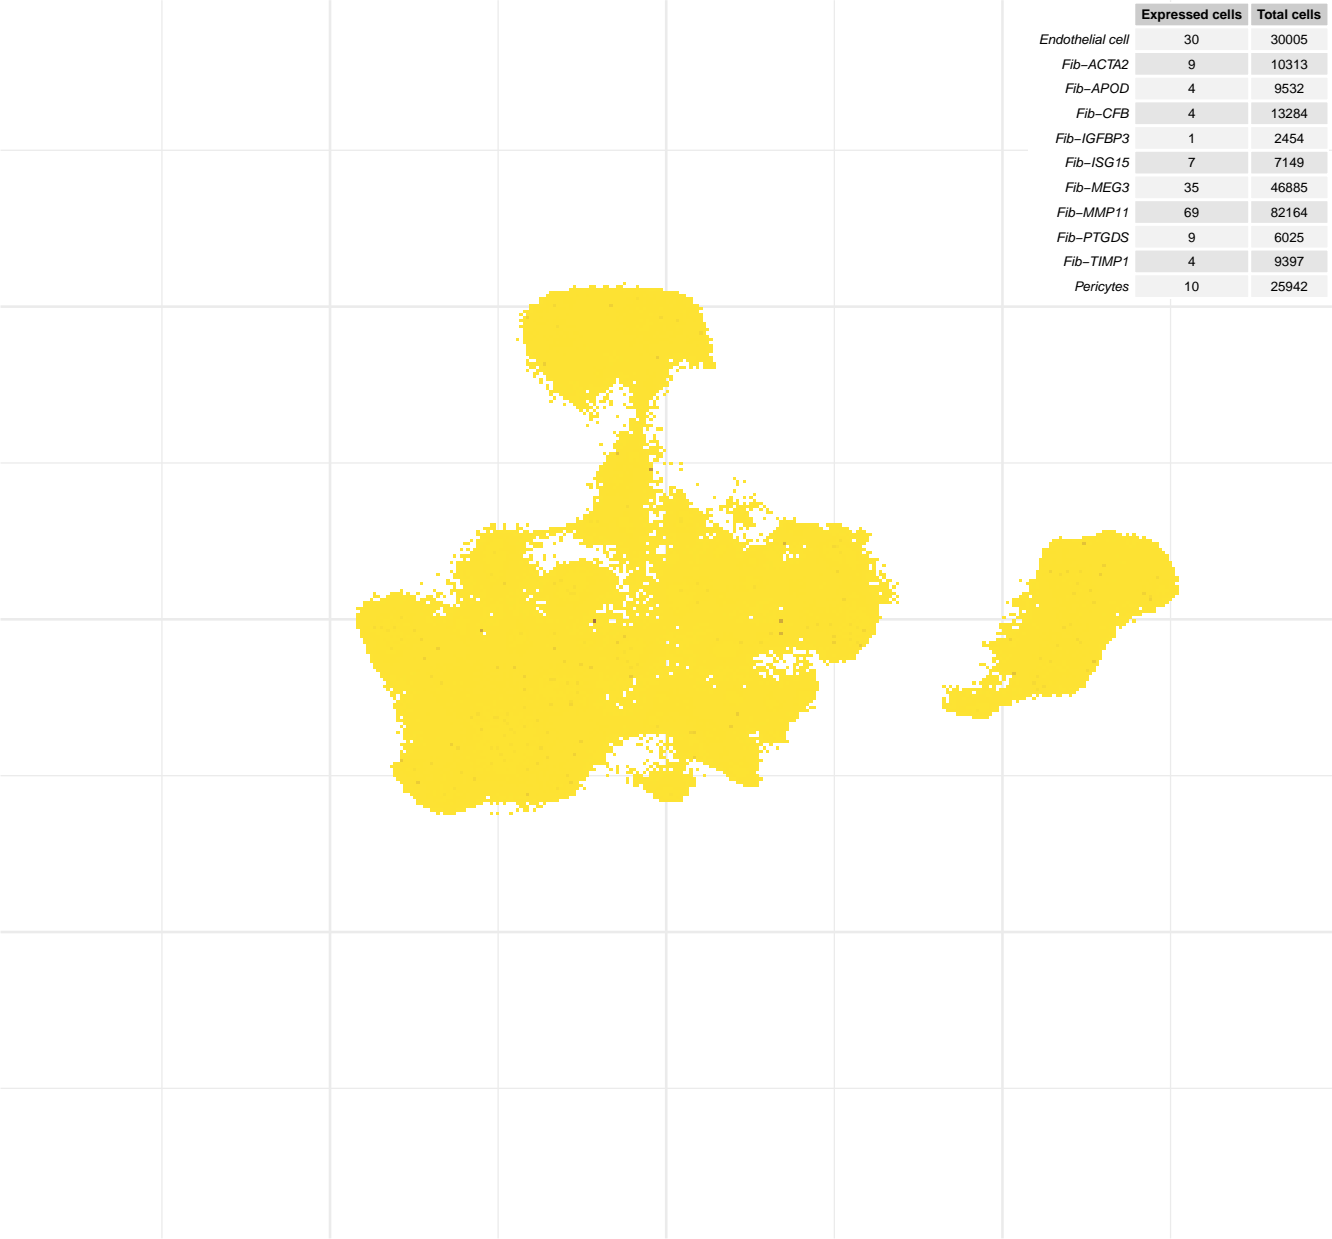 Expressed cells Total cells
Endothelial cell 30 30005
Fib−ACTA2 9 10313
Fib−APOD 4 9532
Fib−CFB 4 13284
Fib−IGFBP3 1 2454
Fib−ISG15 7 7149
Fib−MEG3 35 46885
Fib−MMP11 69 82164
Fib−PTGDS 9 6025
Fib−TIMP1 4 9397
Pericytes 10 25942